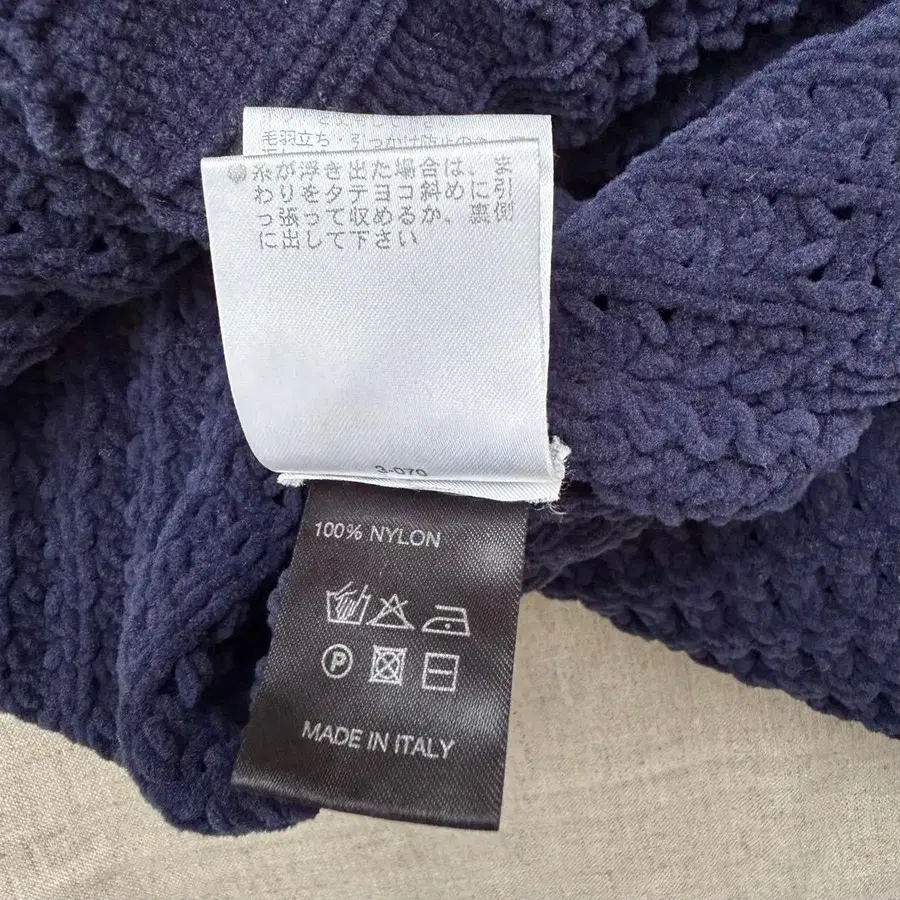 毛羽立ち・引っかけ防止のa
●糸が浮き出た場合は、ま
わりをタテヨコ斜めに引
っ張って収めるか、裏側
に出して下さい
3-070
100% NYLON
P
MADE IN ITALY